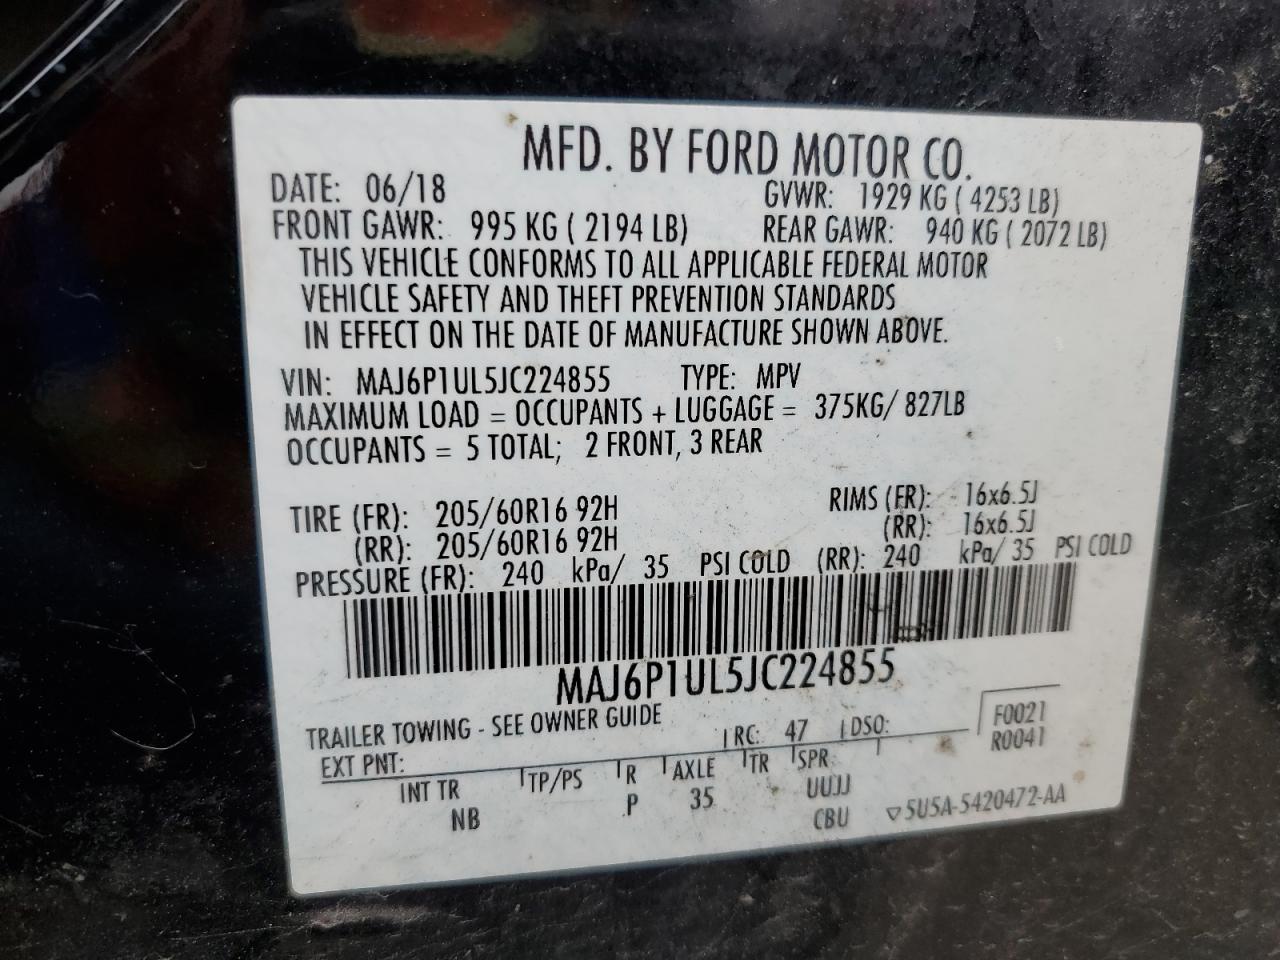 MFD. BY FORD MOTOR CO.
DATE: 06/18 GVWR: 1929 KG ( 4253 LB)
FRONT GAWR: 995 KG ( 2194 LB) REAR GAWR: 940 KG ( 2072 LB)
THIS VEHICLE CONFORMS TO ALL APPLICABLE FEDERAL MOTOR
VEHICLE SAFETY AND THEFT PREVENTION STANDARDS
IN EFFECT ON THE DATE OF MANUFACTURE SHOWN ABOVE.
VIN: MAJ6P1UL5JC224855 TYPE: MPV
MAXIMUM LOAD = OCCUPANTS + LUGGAGE = 375KG/ 827LB
OCCUPANTS = 5 TOTAL; 2 FRONT, 3 REAR
TIRE (FR): 205/60R16 92H RIMS (FR): 16x6.5J
(RR): 205/60R16 92H (RR): 16x6.5J
PRESSURE (FR): 240 kPa/ 35 PSI COLD (RR): 240 kPa/ 35 PSI COLD
MAJ6P1UL5JC224855
TRAILER TOWING - SEE OWNER GUIDE
EXT PNT: RC: 47 DSO: F0021
R0041
INT TR TP/PS R AXLE TR SPR
NB P 35 UUJJ
CBU 5U5A-5420472-AA